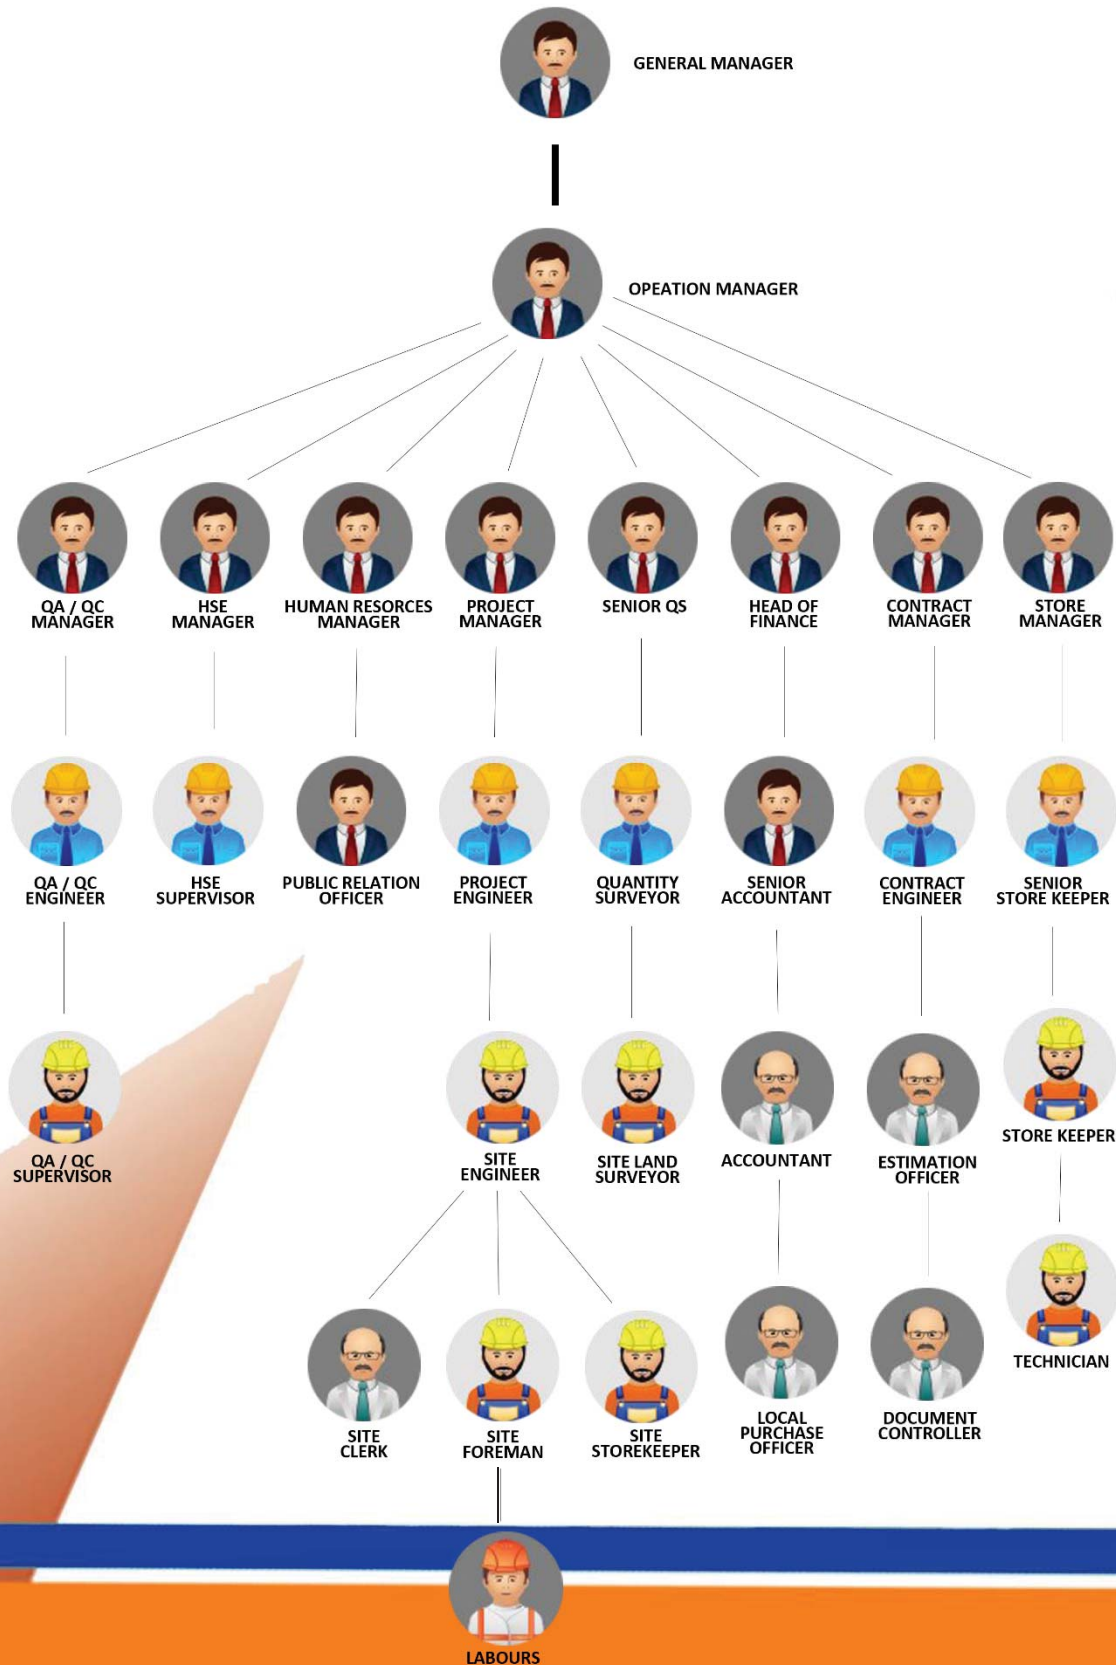 GENERAL MANAGER
OPEATION MANAGER
QA / QC
MANAGER
HSE
MANAGER
HUMAN RESORCES
MANAGER
PROJECT
MANAGER
SENIOR QS
HEAD OF
FINANCE
CONTRACT
MANAGER
STORE
MANAGER
QA / QC
ENGINEER
HSE
SUPERVISOR
PUBLIC RELATION
OFFICER
PROJECT
ENGINEER
QUANTITY
SURVEYOR
SENIOR
ACCOUNTANT
CONTRACT
ENGINEER
SENIOR
STORE KEEPER
QA / QC
SUPERVISOR
SITE
ENGINEER
SITE LAND
SURVEYOR
ACCOUNTANT
ESTIMATION
OFFICER
STORE KEEPER
SITE
CLERK
SITE
FOREMAN
SITE
STOREKEEPER
LOCAL
PURCHASE
OFFICER
DOCUMENT
CONTROLLER
TECHNICIAN
LABOURS